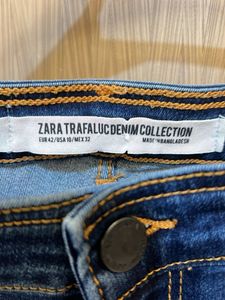 ZARA TRAFALUC DENIM COLLECTION
EUR 42/USA 10/MEX 32 MADE IN BANGLADESH